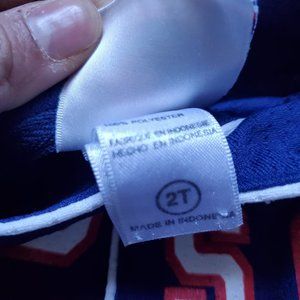 100% POLYESTER
FABRIQUÉ EN INDONÉSIE
HECHO EN INDONESIA
2T
MADE IN INDONESIA
S